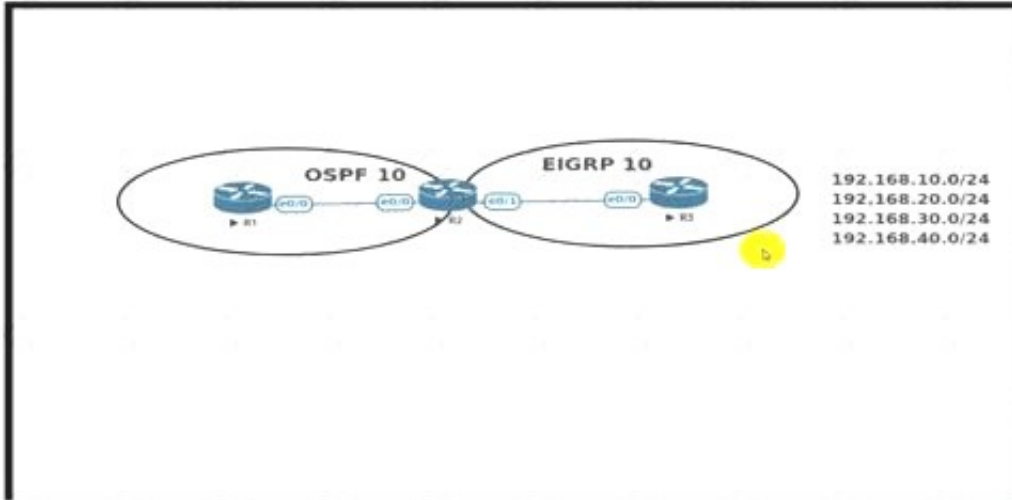 OSPF 10
EIGRP 10
e0/0
e0/0
e0/1
e0/0
R1
R2
R3
192.168.10.0/24
192.168.20.0/24
192.168.30.0/24
192.168.40.0/24